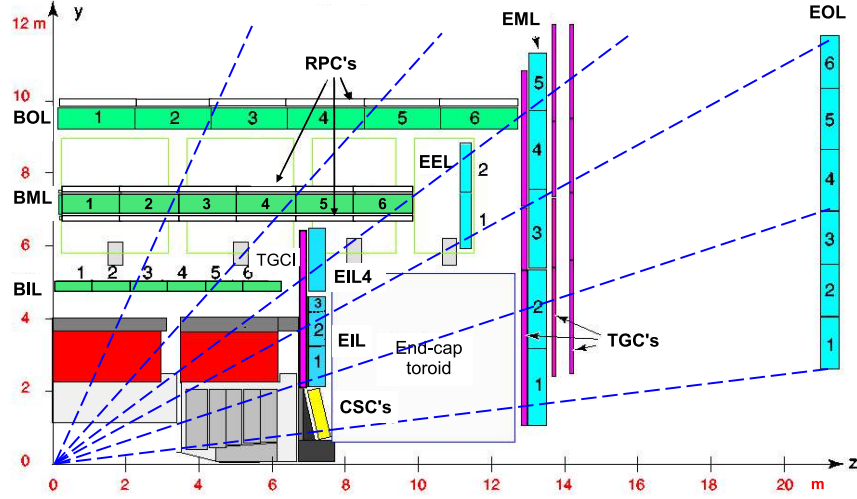 y
12 m
EML
EOL
RPC's
10
BOL
1 2 3 4 5 6
5
6
5
8
EEL
2
4
4
BML
1 2 3 4 5 6
1
6
TGCI
3
3
1 2 3 4 5 6
BIL
EIL4
2
3
2
4
2
EIL
TGC's
1
1
End-cap
toroid
2
1
CSC's
0
z
0 2 4 6 8 10 12 14 16 18 20 m